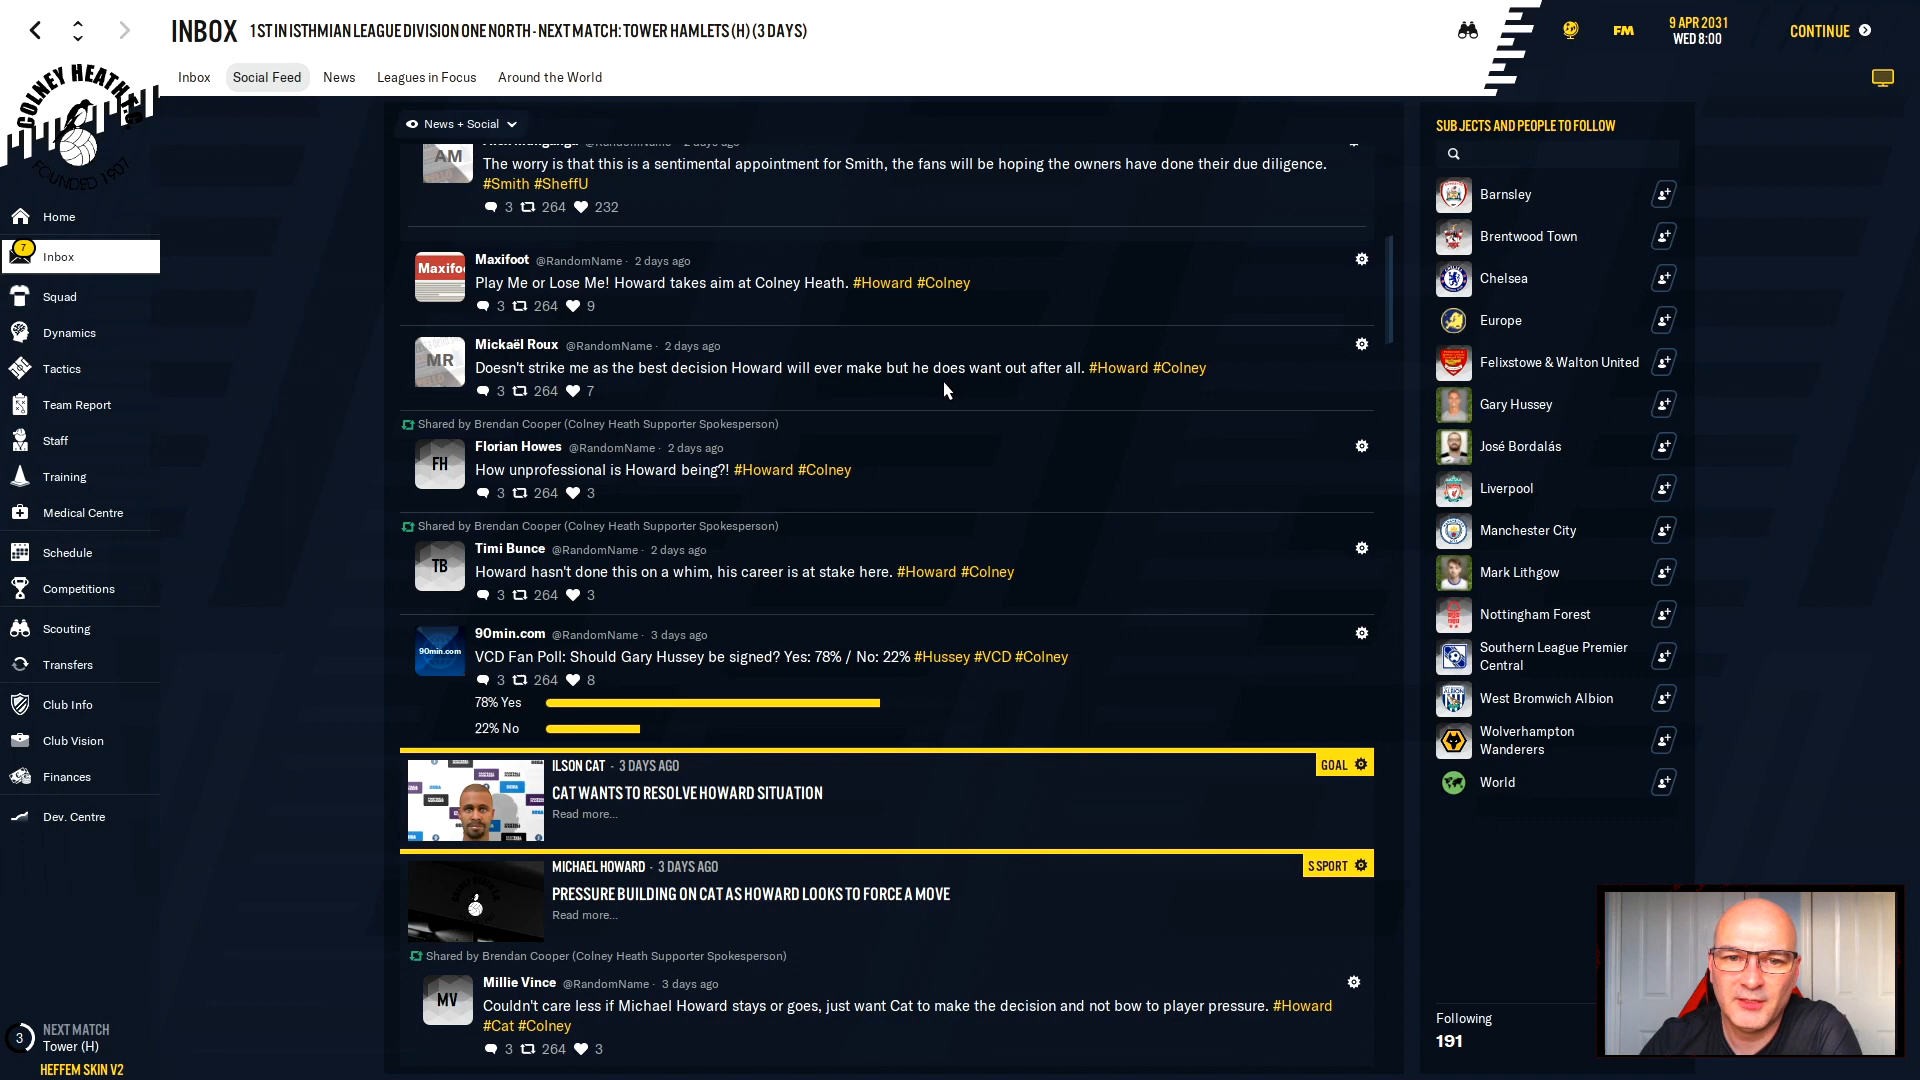 INBOX
1ST IN ISTHMIAN LEAGUE DIVISION ONE NORTH - NEXT MATCH: TOWER HAMLETS (H) (3 DAYS)
FM
9 APR 2031
WED 8:00
CONTINUE
Inbox
Social Feed
News
Leagues in Focus
Around the World
COLNEY HEATH
FOUNDED 1907
Home
7
Inbox
Squad
Dynamics
Tactics
Team Report
Staff
Training
Medical Centre
Schedule
Competitions
Scouting
Transfers
Club Info
Club Vision
Finances
Dev. Centre
3
NEXT MATCH
Tower (H)
HEFFEM SKIN V2
News + Social
AM
@RandomName · 2 days ago
The worry is that this is a sentimental appointment for Smith, the fans will be hoping the owners have done their due diligence.
#Smith #SheffU
3 264 232
Maxifoot @RandomName · 2 days ago
Play Me or Lose Me! Howard takes aim at Colney Heath. #Howard #Colney
3 264 9
MR
Mickaël Roux @RandomName · 2 days ago
Doesn't strike me as the best decision Howard will ever make but he does want out after all. #Howard #Colney
3 264 7
Shared by Brendan Cooper (Colney Heath Supporter Spokesperson)
FH
Florian Howes @RandomName · 2 days ago
How unprofessional is Howard being?! #Howard #Colney
3 264 3
Shared by Brendan Cooper (Colney Heath Supporter Spokesperson)
TB
Timi Bunce @RandomName · 2 days ago
Howard hasn't done this on a whim, his career is at stake here. #Howard #Colney
3 264 3
90min.com
90min.com @RandomName · 3 days ago
VCD Fan Poll: Should Gary Hussey be signed? Yes: 78% / No: 22% #Hussey #VCD #Colney
3 264 8
78% Yes
22% No
ILSON CAT - 3 DAYS AGO
GOAL
CAT WANTS TO RESOLVE HOWARD SITUATION
Read more...
MICHAEL HOWARD - 3 DAYS AGO
S SPORT
PRESSURE BUILDING ON CAT AS HOWARD LOOKS TO FORCE A MOVE
Read more...
Shared by Brendan Cooper (Colney Heath Supporter Spokesperson)
MV
Millie Vince @RandomName · 3 days ago
Couldn't care less if Michael Howard stays or goes, just want Cat to make the decision and not bow to player pressure. #Howard
#Cat #Colney
3 264 3
SUBJECTS AND PEOPLE TO FOLLOW
Barnsley
Brentwood Town
Chelsea
Europe
Felixstowe & Walton United
Gary Hussey
José Bordalás
Liverpool
Manchester City
Mark Lithgow
Nottingham Forest
Southern League Premier
Central
West Bromwich Albion
Wolverhampton
Wanderers
World
Following
191